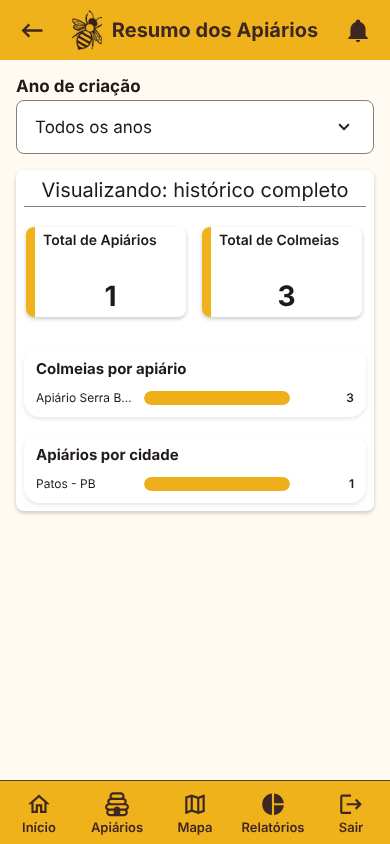 Resumo dos Apiários
Ano de criação
Todos os anos
Visualizando: histórico completo
Total de Apiários
1
Total de Colmeias
3
Colmeias por apiário
Apiário Serra B... 3
Apiários por cidade
Patos - PB 1
Início Apiários Mapa Relatórios Sair